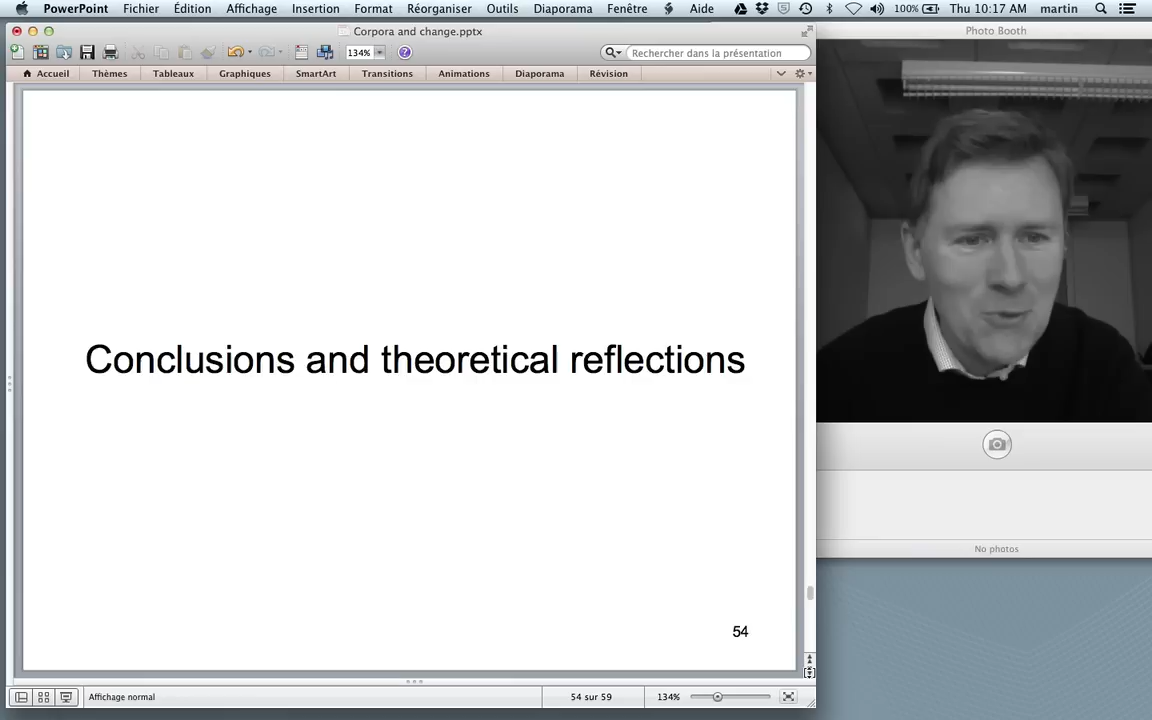 PowerPoint Fichier Édition Affichage Insertion Format Réorganiser Outils Diaporama Fenêtre Aide 100% Thu 10:17 AM martin
Corpora and change.pptx
Photo Booth
134% Rechercher dans la présentation
Accueil Thèmes Tableaux Graphiques SmartArt Transitions Animations Diaporama Révision
Conclusions and theoretical reflections
No photos
54
Affichage normal 54 sur 59 134%